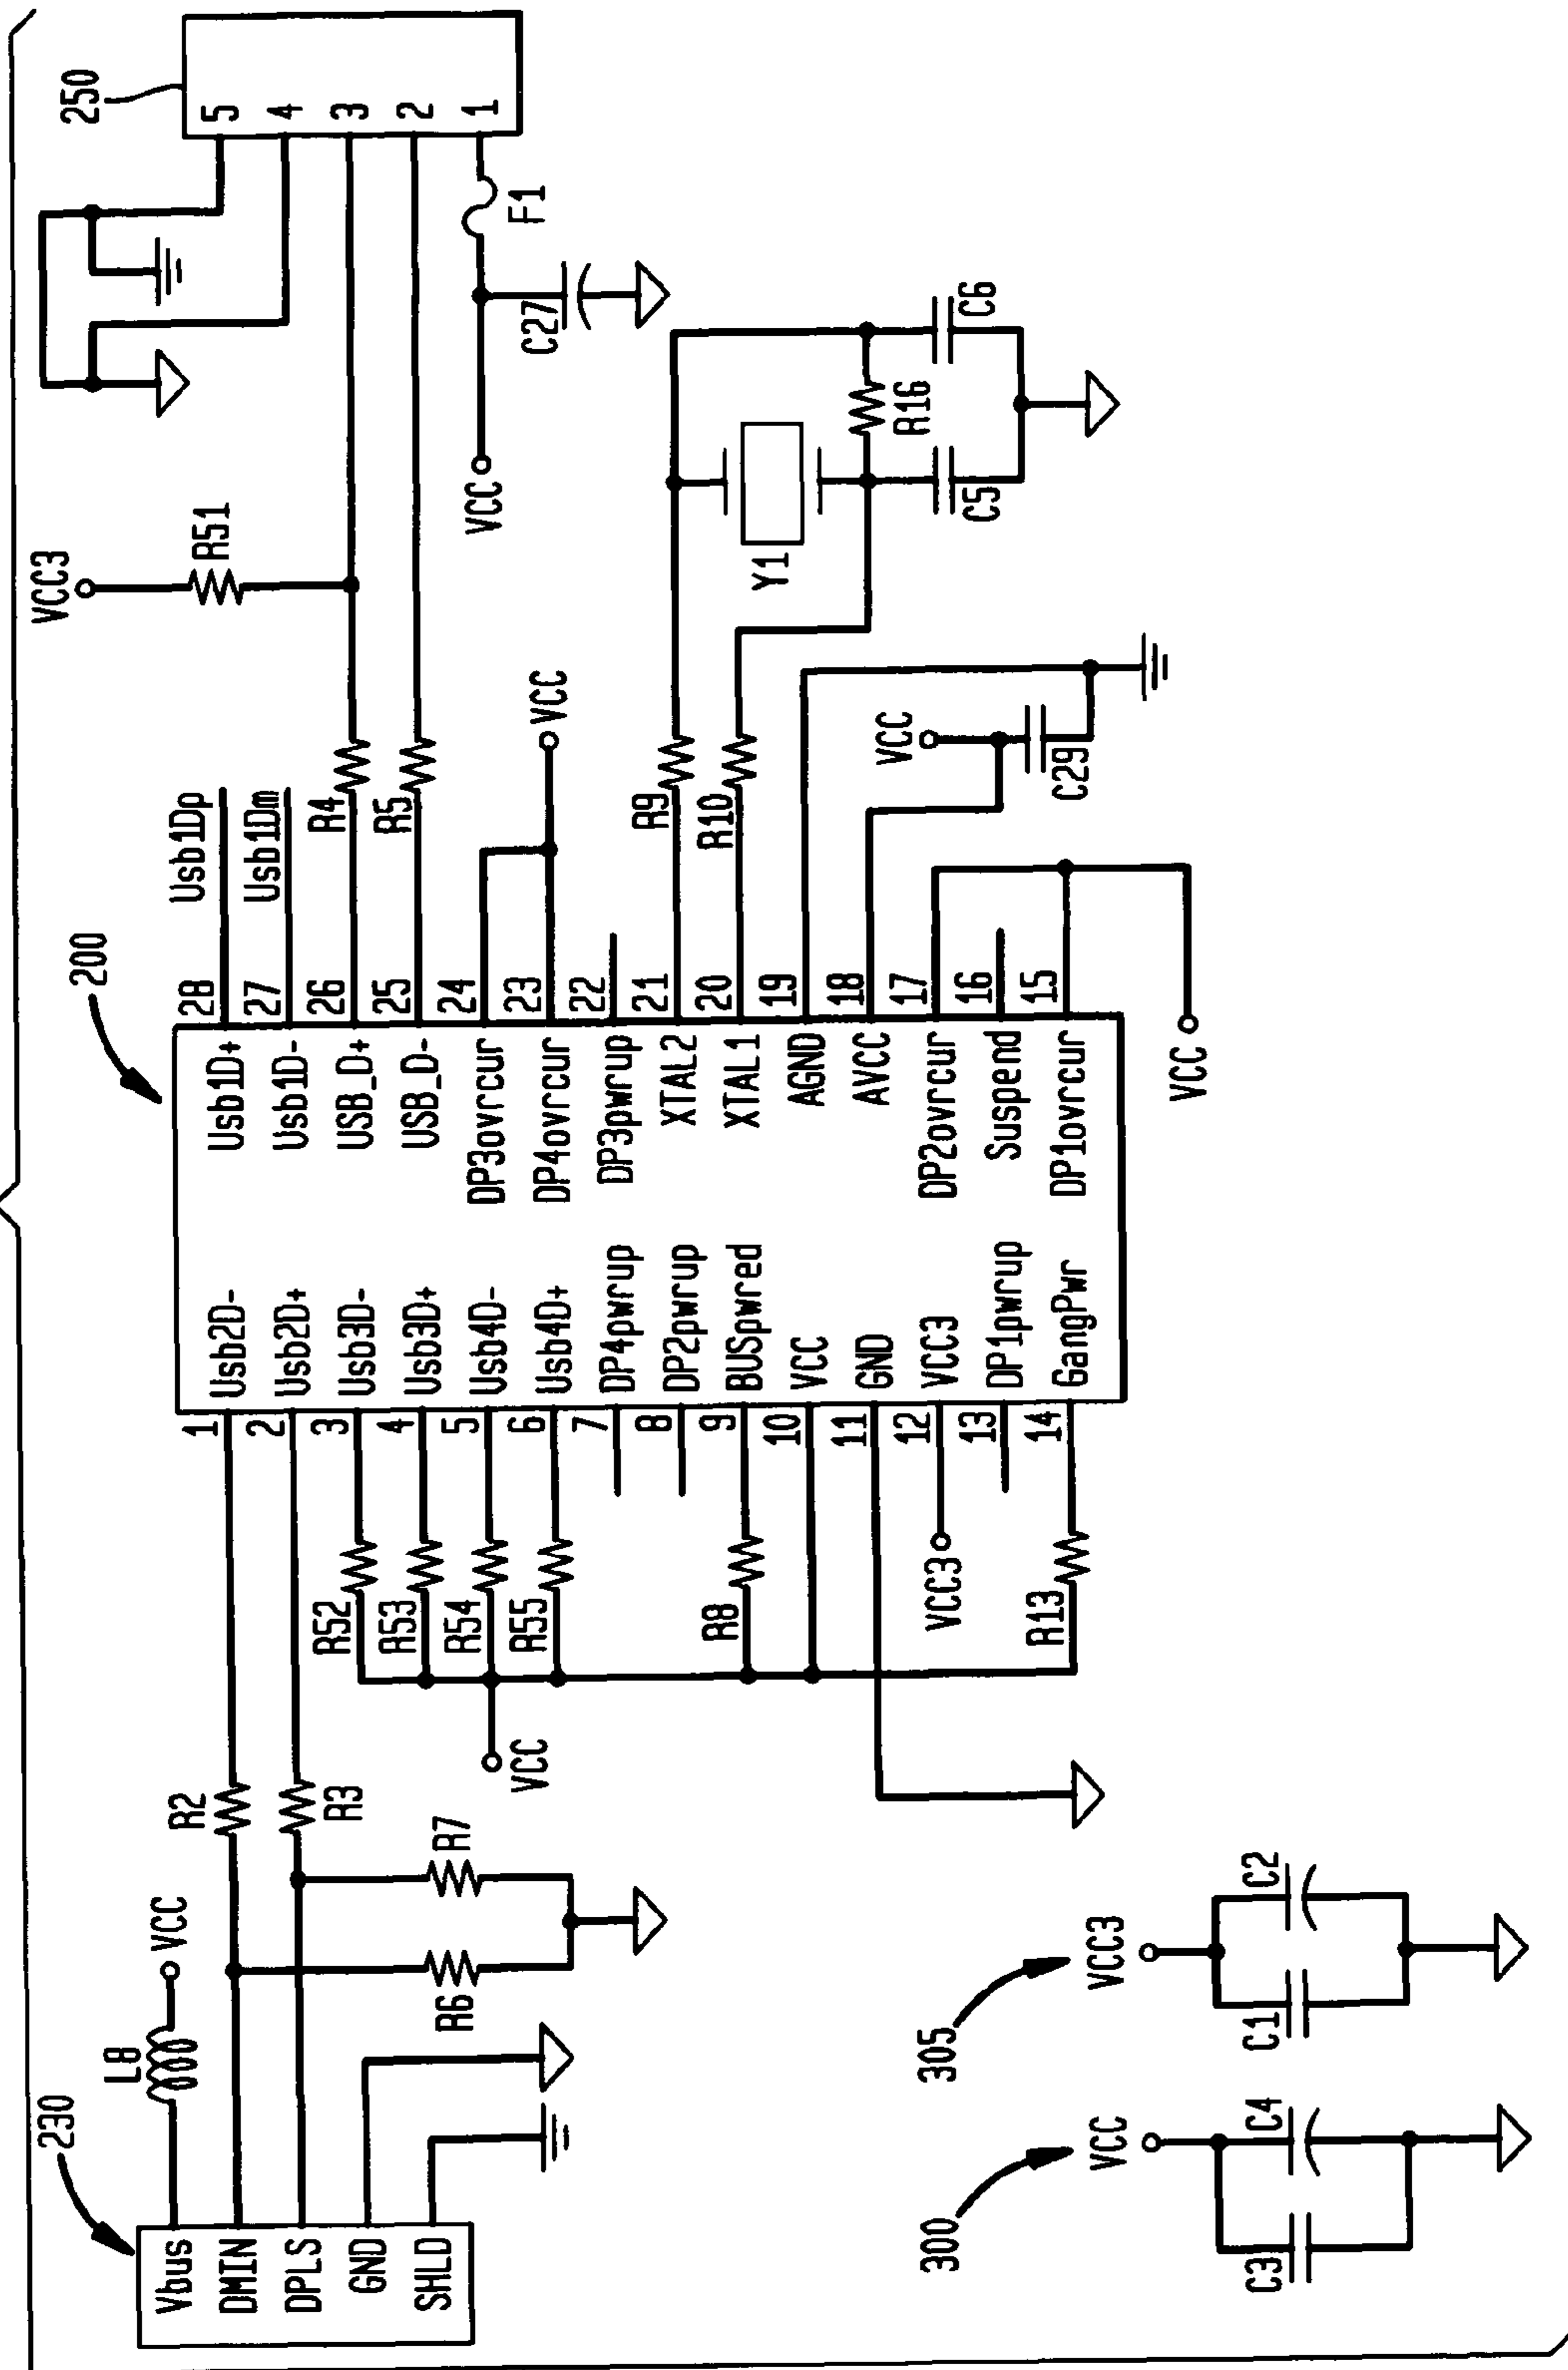 230
Vbus
DMIN
DPLS
GND
SHLD
L8
VCC
R2
R3
R6
R7
VCC
R52
R53
R54
R55
R8
VCC3
R13
200
1 Usb2D-
2 Usb2D+
3 Usb3D-
4 Usb3D+
5 Usb4D-
6 Usb4D+
7 DP4pwrup
8 DP2pwrup
9 BUSpwred
10 VCC
11 GND
12 VCC3
13 DP1pwrup
14 GangPwr
Usb1D+ 28
Usb1D- 27
USB_D+ 26
USB_D- 25
DP3ovrcur 24
DP4ovrcur 23
DP3pwrup 22
XTAL2 21
XTAL1 20
AGND 19
AVCC 18
DP2ovrcur 17
Suspend 16
DP1ovrcur 15
Usb1Dp
Usb1Dm
R4
R5
VCC
R9
R10
VCC
C29
VCC
VCC3
R51
VCC
C27
F1
Y1
R16
C5
C6
250
5
4
3
2
1
300
VCC
C3
C4
305
VCC3
C1
C2